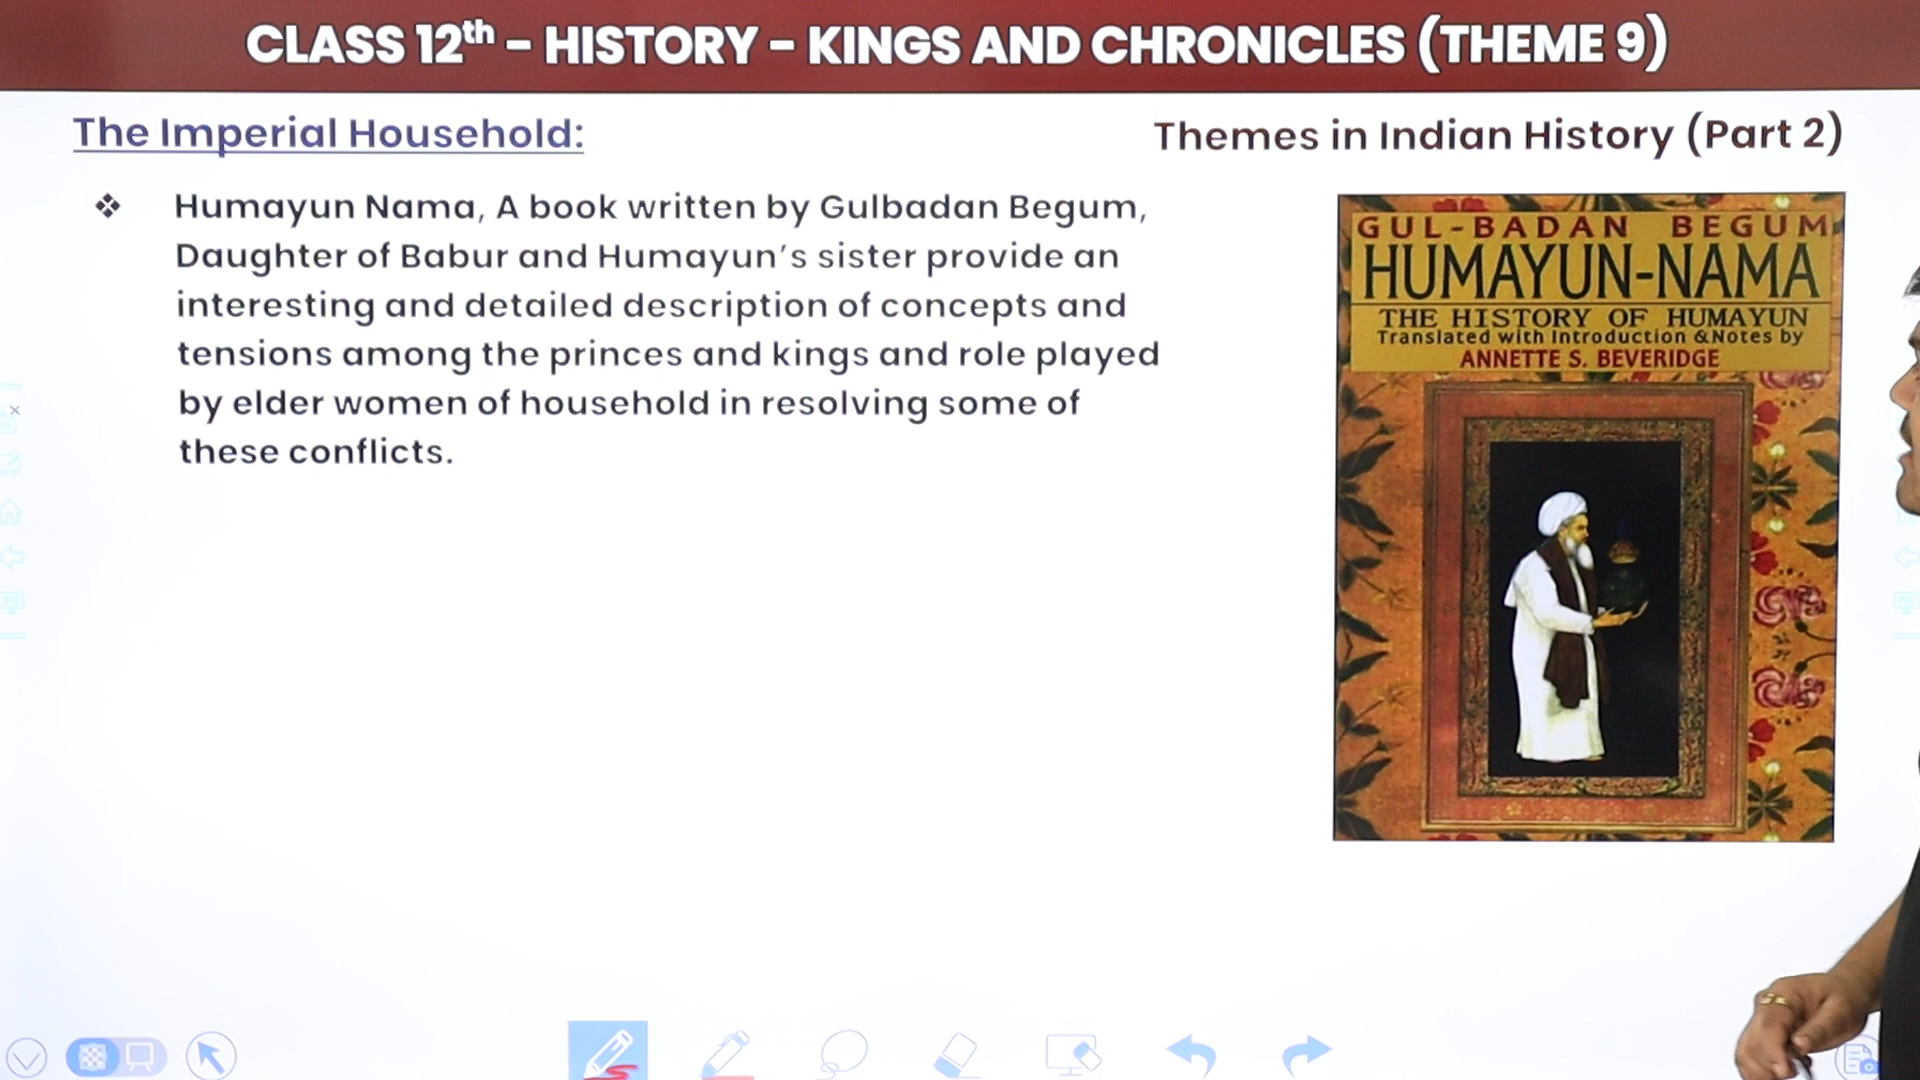 CLASS 12th – HISTORY – KINGS AND CHRONICLES (THEME 9)
The Imperial Household:
Themes in Indian History (Part 2)
❖ Humayun Nama, A book written by Gulbadan Begum,
Daughter of Babur and Humayun's sister provide an
interesting and detailed description of concepts and
tensions among the princes and kings and role played
by elder women of household in resolving some of
these conflicts.
GUL-BADAN BEGUM
HUMAYUN-NAMA
THE HISTORY OF HUMAYUN
Translated with Introduction &Notes by
ANNETTE S. BEVERIDGE